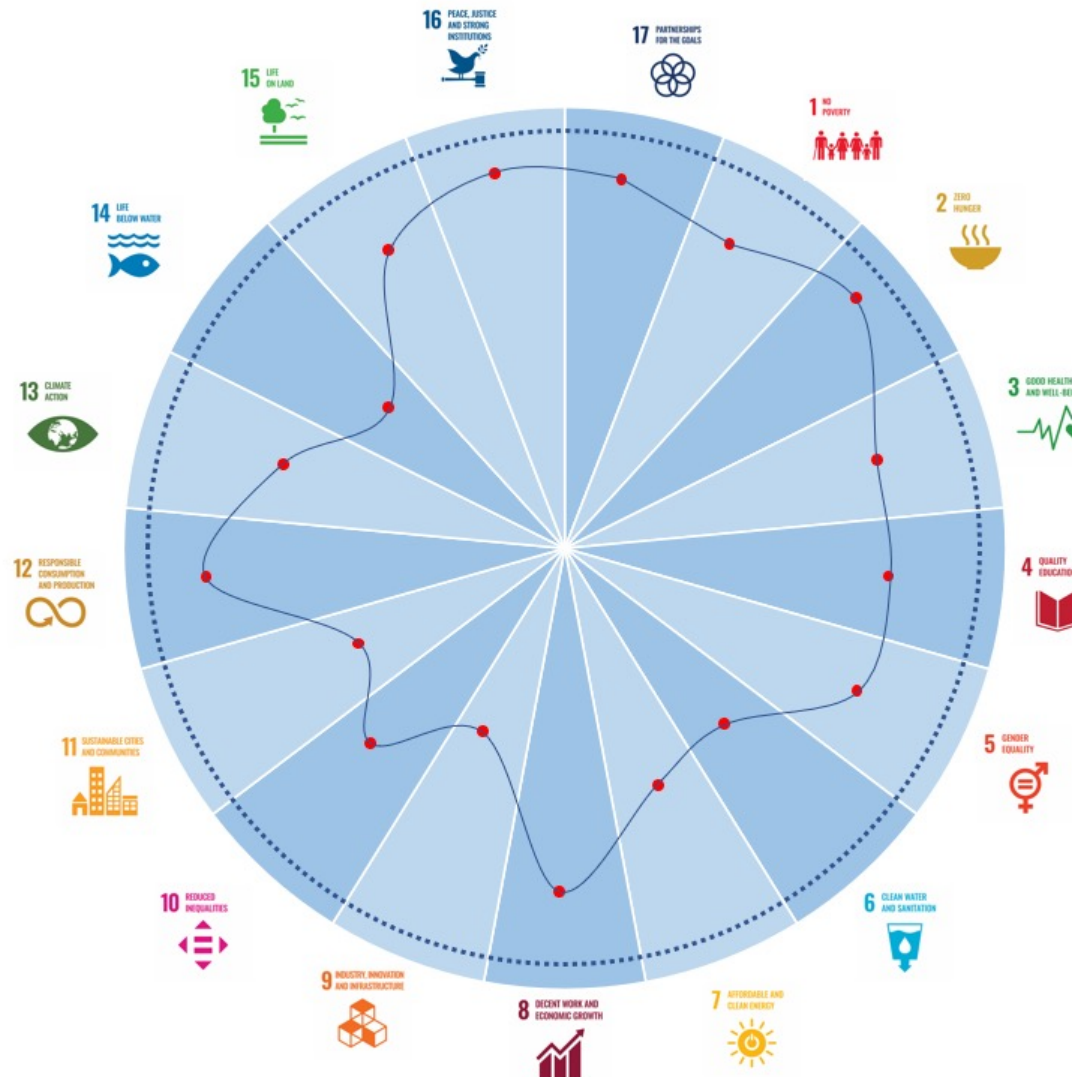 16 PEACE, JUSTICE
AND STRONG
INSTITUTIONS
17 PARTNERSHIPS
FOR THE GOALS
15 LIFE
ON LAND
1 NO
POVERTY
14 LIFE
BELOW WATER
2 ZERO
HUNGER
13 CLIMATE
ACTION
3 GOOD HEALTH
AND WELL-BE
12 RESPONSIBLE
CONSUMPTION
AND PRODUCTION
4 QUALITY
EDUCATION
11 SUSTAINABLE CITIES
AND COMMUNITIES
5 GENDER
EQUALITY
10 REDUCED
INEQUALITIES
6 CLEAN WATER
AND SANITATION
9 INDUSTRY, INNOVATION
AND INFRASTRUCTURE
8 DECENT WORK AND
ECONOMIC GROWTH
7 AFFORDABLE AND
CLEAN ENERGY